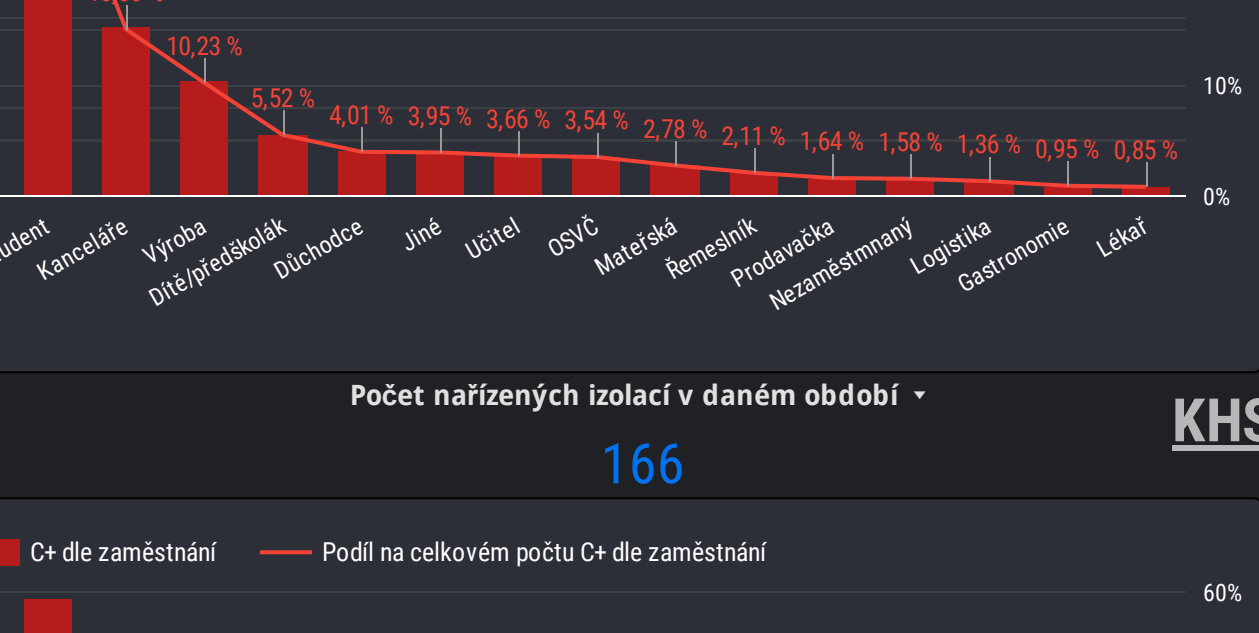 10,23 %
5,52 %
4,01 %
3,95 %
3,66 %
3,54 %
2,78 %
2,11 %
1,64 %
1,58 %
1,36 %
0,95 %
0,85 %
10%
0%
Kanceláře
Výroba
Dítě/předškolák
Důchodce
Jiné
Učitel
OSVČ
Mateřská
Řemeslník
Prodavačka
Nezaměstmnaný
Logistika
Gastronomie
Lékař
Počet nařízených izolací v daném období
166
KHS
C+ dle zaměstnání
Podíl na celkovém počtu C+ dle zaměstnání
60%